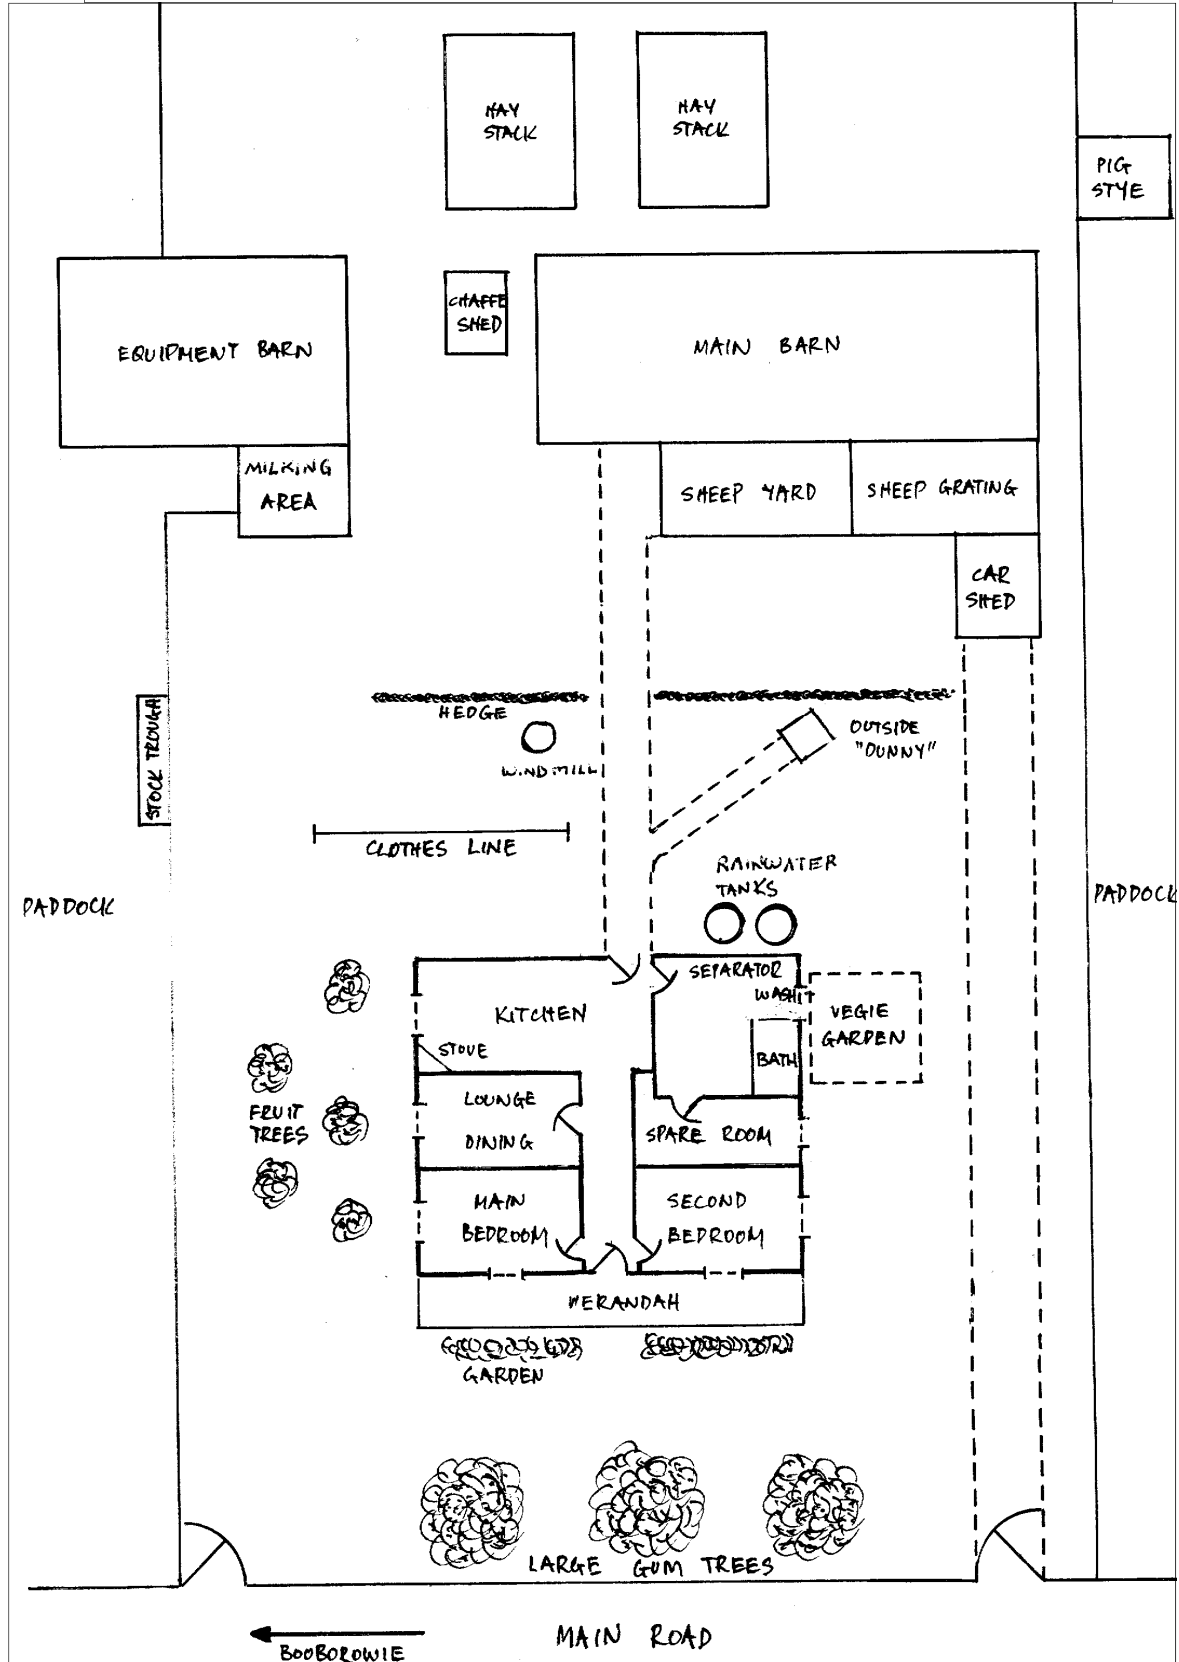 HAY
STACK
HAY
STACK
PIG
STYE
CHAFFE
SHED
EQUIPMENT BARN
MAIN BARN
MILKING
AREA
SHEEP YARD
SHEEP GRATING
CAR
SHED
HEDGE
WINDMILL
OUTSIDE
"DUNNY"
STOCK TROUGH
CLOTHES LINE
RAINWATER
TANKS
PADDOCK
PADDOCK
SEPARATOR
WASH
KITCHEN
VEGIE
GARDEN
STOVE
BATH
LOUNGE
DINING
FRUIT
TREES
SPARE ROOM
MAIN
BEDROOM
SECOND
BEDROOM
VERANDAH
GARDEN
LARGE GUM TREES
MAIN ROAD
BOOBOROWIE